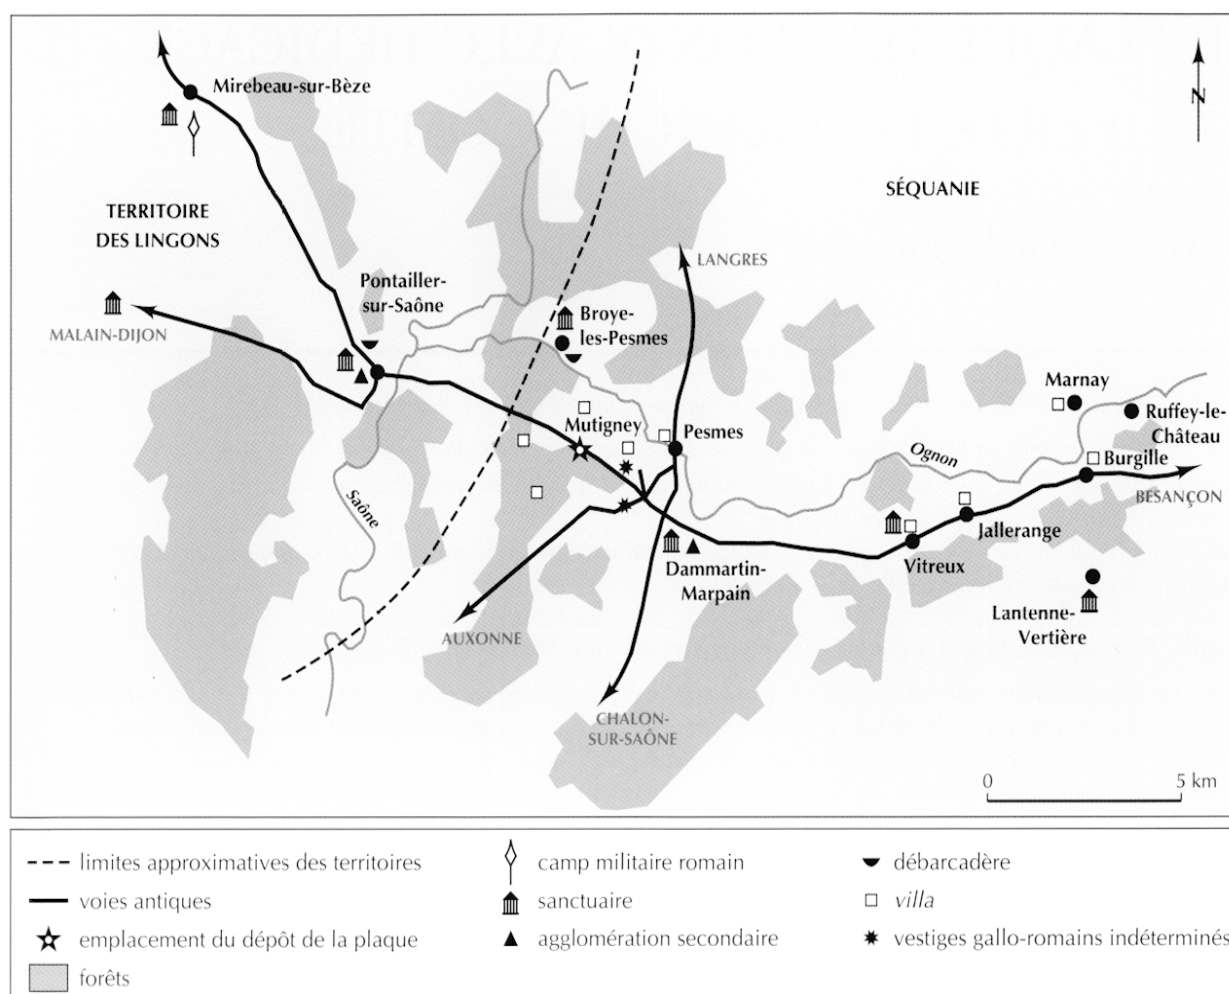 Mirebeau-sur-Bèze
N
SÉQUANIE
TERRITOIRE
DES LINGONS
LANGRES
Pontailler-
sur-Saône
Broye-
les-Pesmes
MALAIN-DIJON
Marnay
Ruffey-le-
Château
Mutigney
Pesmes
Ognon
Burgille
BESANÇON
Saône
Jallerange
Vitreux
Dammartin-
Marpain
Lantenne-
Vertière
AUXONNE
CHALON-
SUR-SAÔNE
0 5 km
limites approximatives des territoires
voies antiques
emplacement du dépôt de la plaque
forêts
camp militaire romain
sanctuaire
agglomération secondaire
débarcadère
villa
vestiges gallo-romains indéterminés